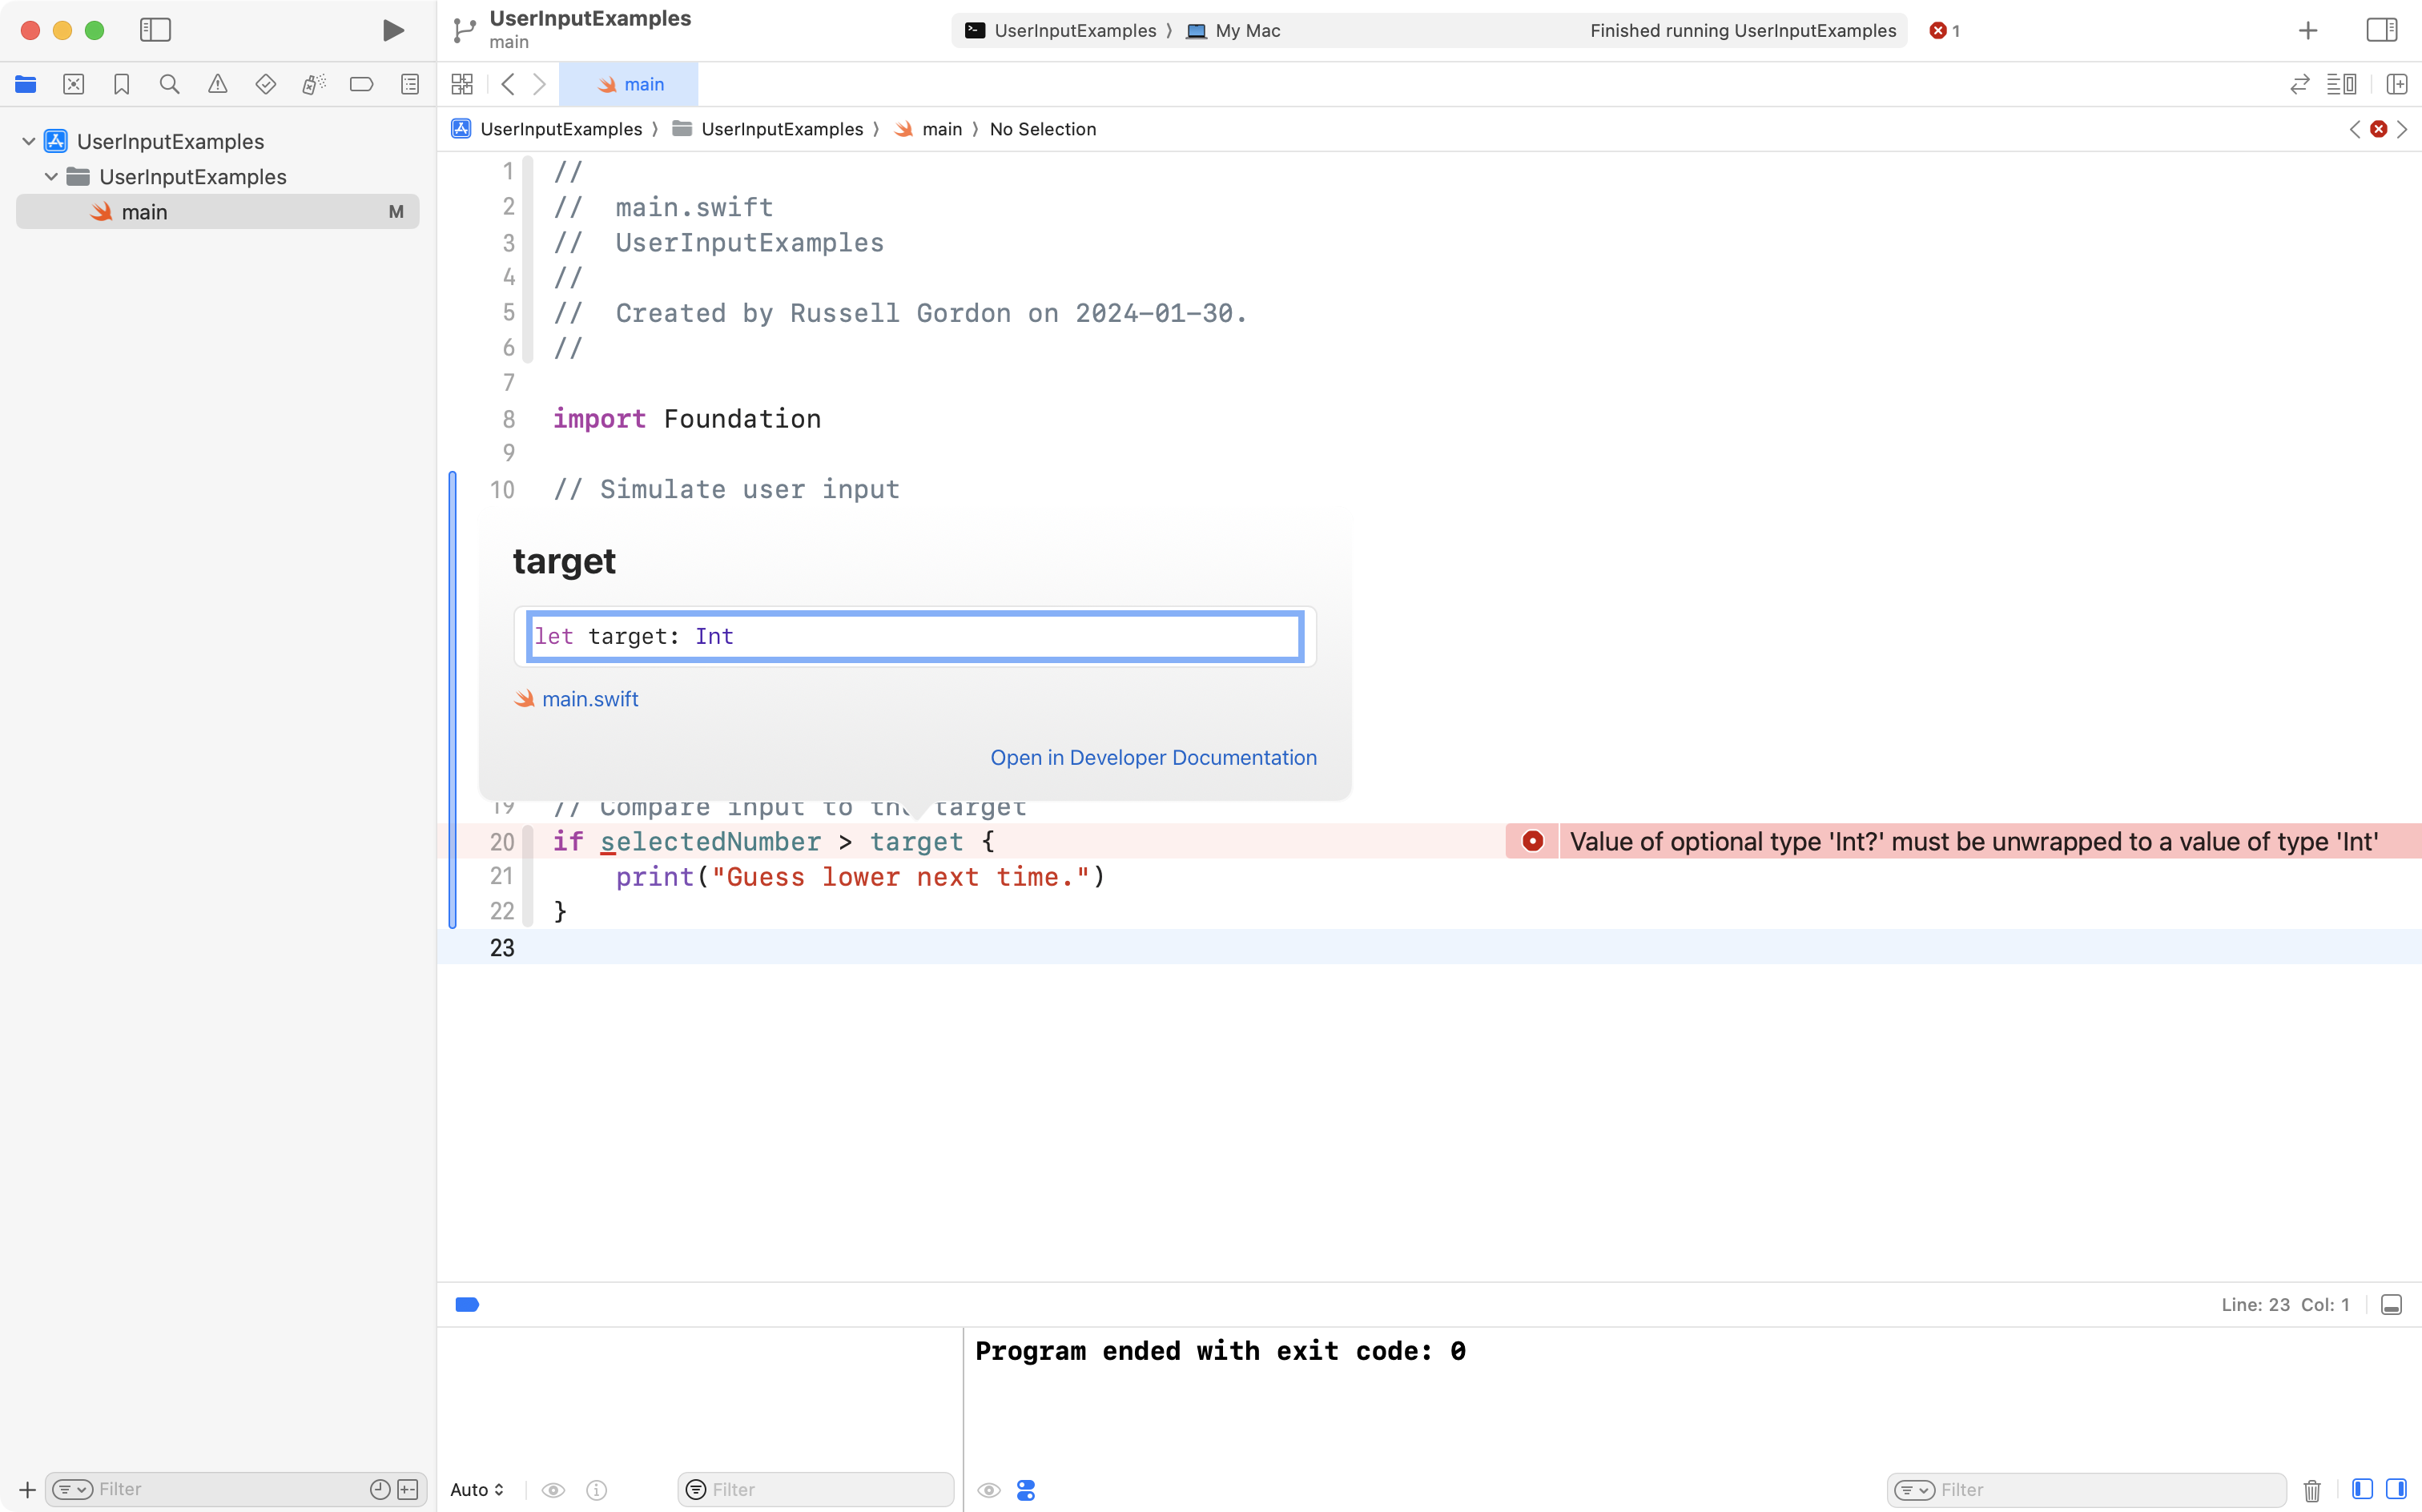 UserInputExamples
main
UserInputExamples ⟩ My Mac
Finished running UserInputExamples
1
main
UserInputExamples ⟩ UserInputExamples ⟩ main ⟩ No Selection
UserInputExamples
UserInputExamples
main M
1 //
2 //  main.swift
3 //  UserInputExamples
4 //
5 //  Created by Russell Gordon on 2024-01-30.
6 //
7
8 import Foundation
9
10 // Simulate user input
target
let target: Int
main.swift
Open in Developer Documentation
19 // Compare input to the target
20 if selectedNumber > target {
Value of optional type 'Int?' must be unwrapped to a value of type 'Int'
21     print("Guess lower next time.")
22 }
23
Line: 23 Col: 1
Program ended with exit code: 0
Filter
Auto
Filter
Filter